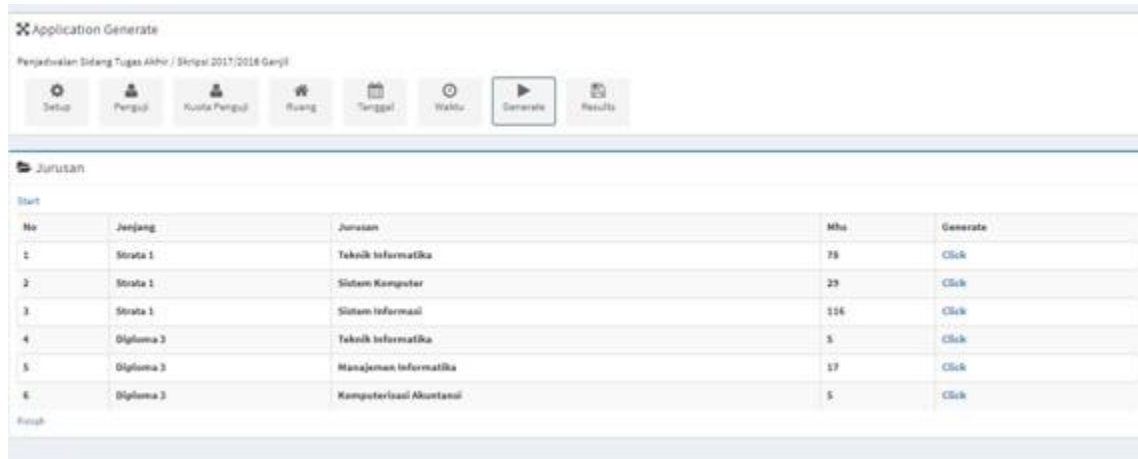 Application Generate
Penjadwalan Sidang Tugas Akhir / Skripsi 2017/2018 Ganjil
Setup Penguji Kuota Penguji Ruang Tanggal Waktu Generate Results
Jurusan
Start
No Jenjang Jurusan Mhs Generate
1 Strata 1 Teknik Informatika Click
2 Strata 1 Sistem Komputer 29 Click
3 Strata 1 Sistem Informasi 116 Click
4 Diploma 3 Teknik Informatika 5 Click
5 Diploma 3 Manajemen Informatika 17 Click
6 Diploma 3 Komputerisasi Akuntansi 5 Click
Finish